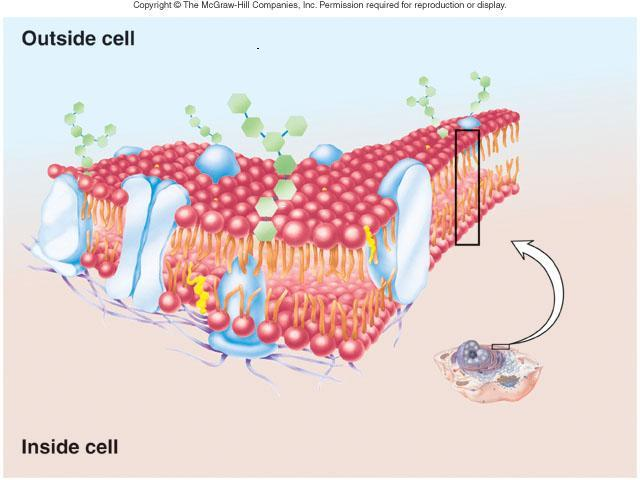 Copyright © The McGraw-Hill Companies, Inc. Permission required for reproduction or display.
Outside cell
Inside cell